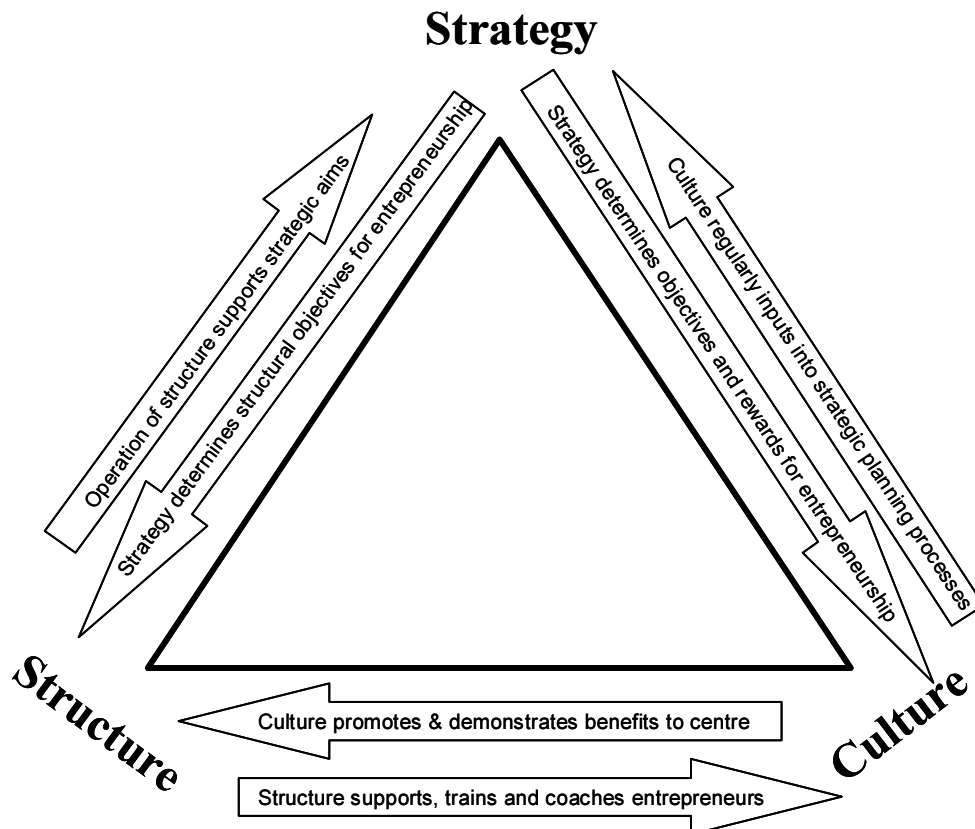 Strategy
Operation of structure supports strategic aims
Strategy determines structural objectives for entrepreneurship
Strategy determines objectives and rewards for entrepreneurship
Culture regularly inputs into strategic planning processes
Structure
Culture
Culture promotes & demonstrates benefits to centre
Structure supports, trains and coaches entrepreneurs